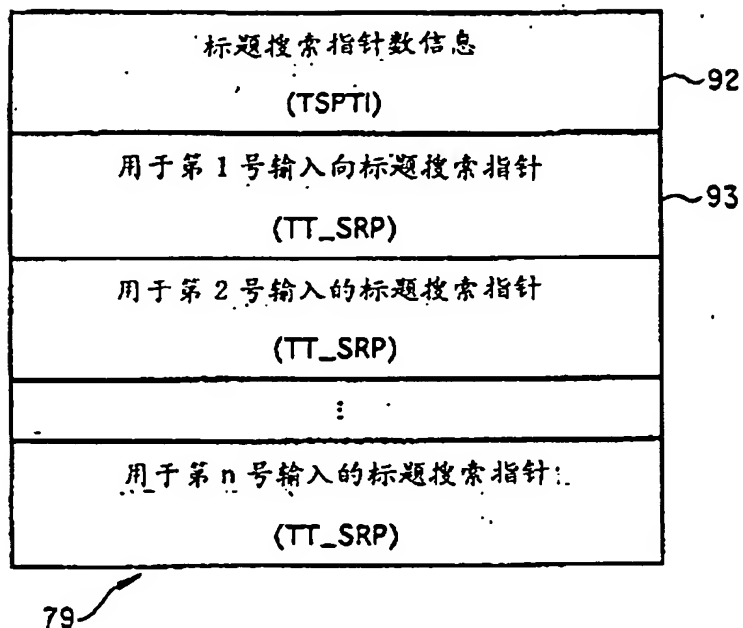 标题搜索指针数信息
(TSPTI)
92
用于第1号输入向标题搜索指针
93
(TT_SRP)
用于第2号输入的标题搜索指针
(TT_SRP)
⋮
用于第n号输入的标题搜索指针
(TT_SRP)
79